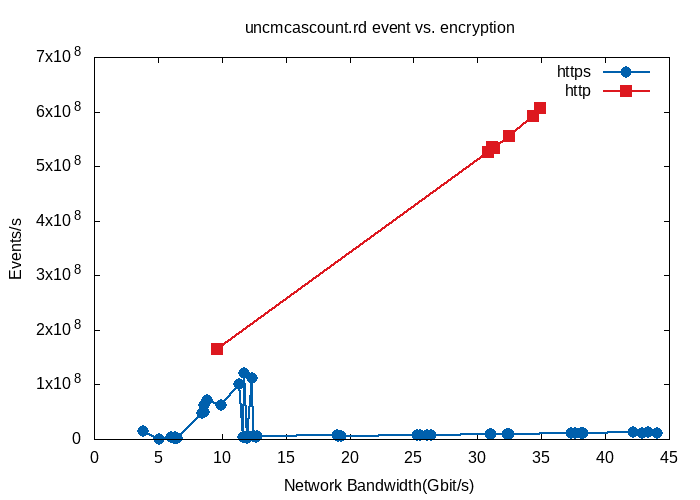 uncmcascount.rd event vs. encryption
7x10^8
6x10^8
5x10^8
4x10^8
3x10^8
2x10^8
1x10^8
0
Events/s
https
http
0 5 10 15 20 25 30 35 40 45
Network Bandwidth(Gbit/s)